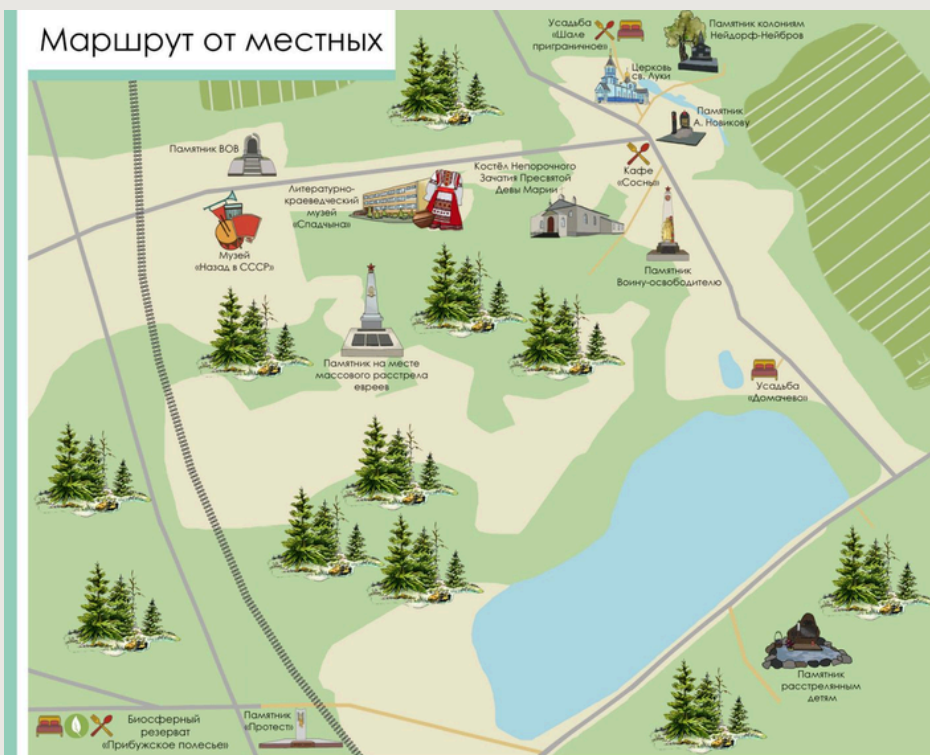 Маршрут от местных
Усадьба
«Шале
приграничное»
Памятник колониям
Нейдорф-Нейбров
Церковь
св. Луки
Памятник
А. Новикову
Памятник ВОВ
Кафе
«Сосны»
Костёл Непорочного
Зачатия Пресвятой
Девы Марии
Литературно-
краеведческий
музей
«Спадчына»
Музей
«Назад в СССР»
Памятник
Воину-освободителю
Памятник на месте
массового расстрела
евреев
Усадьба
«Домачево»
Памятник
расстрелянным
детям
Биосферный
резерват
«Прибужское полесье»
Памятник
«Протест»